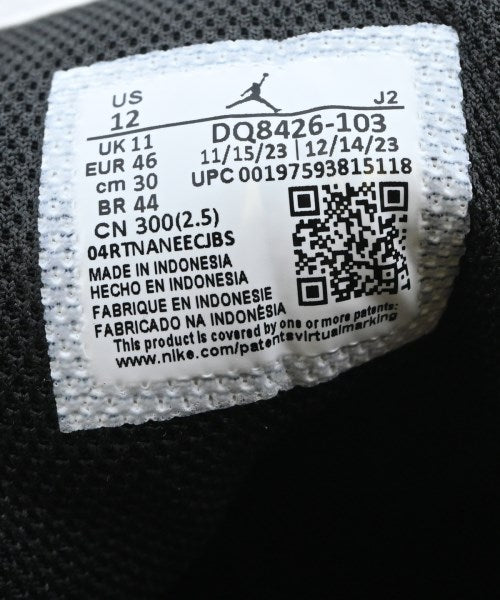 US
12
J2
DQ8426-103
UK 11
11/15/23 | 12/14/23
EUR 46
UPC 00197593815118
cm 30
BR 44
CN 300(2.5)
04RTNANEECJBS
MADE IN INDONESIA
HECHO EN INDONESIA
FABRIQUE EN INDONESIE
FABRICADO NA INDONÉSIA
This product is covered by one or more patents:
www.nike.com/patentsvirtualmarking